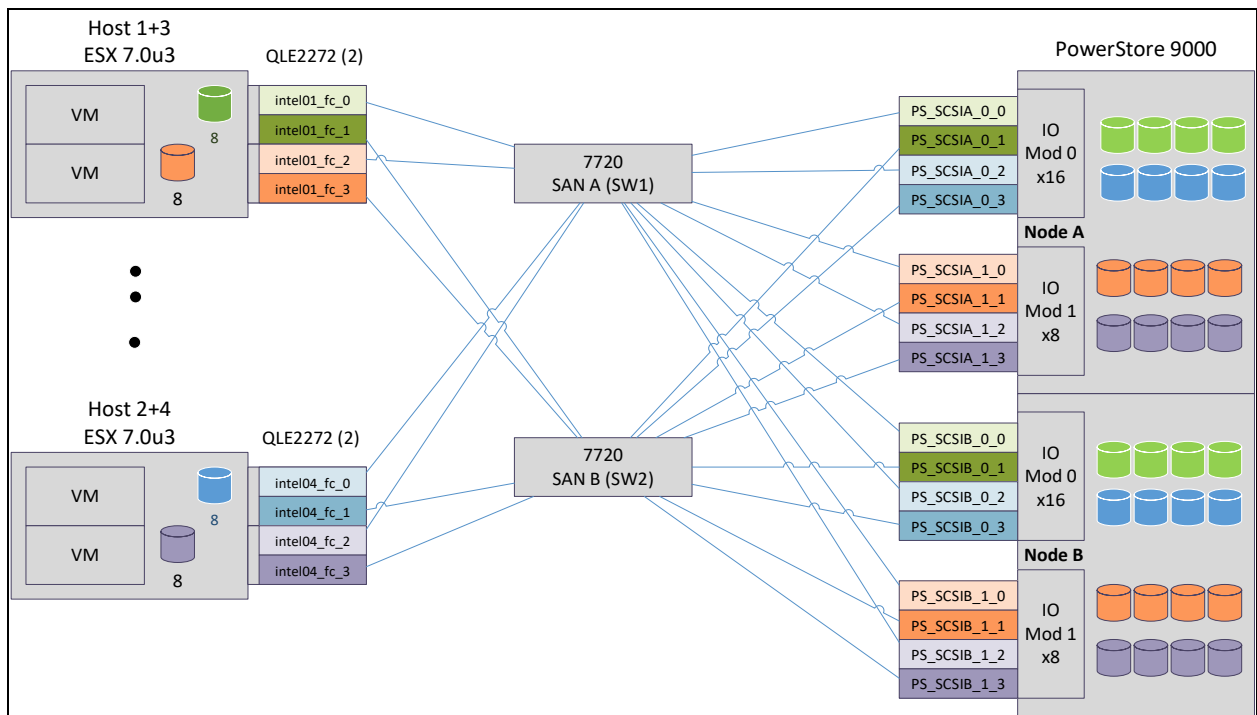 Host 1+3
ESX 7.0u3
QLE2272 (2)
VM
VM
8
8
intel01_fc_0
intel01_fc_1
intel01_fc_2
intel01_fc_3
Host 2+4
ESX 7.0u3
QLE2272 (2)
VM
VM
8
8
intel04_fc_0
intel04_fc_1
intel04_fc_2
intel04_fc_3
7720
SAN A (SW1)
7720
SAN B (SW2)
PowerStore 9000
PS_SCSIA_0_0
PS_SCSIA_0_1
PS_SCSIA_0_2
PS_SCSIA_0_3
IO
Mod 0
x16
Node A
PS_SCSIA_1_0
PS_SCSIA_1_1
PS_SCSIA_1_2
PS_SCSIA_1_3
IO
Mod 1
x8
PS_SCSIB_0_0
PS_SCSIB_0_1
PS_SCSIB_0_2
PS_SCSIB_0_3
IO
Mod 0
x16
Node B
PS_SCSIB_1_0
PS_SCSIB_1_1
PS_SCSIB_1_2
PS_SCSIB_1_3
IO
Mod 1
x8